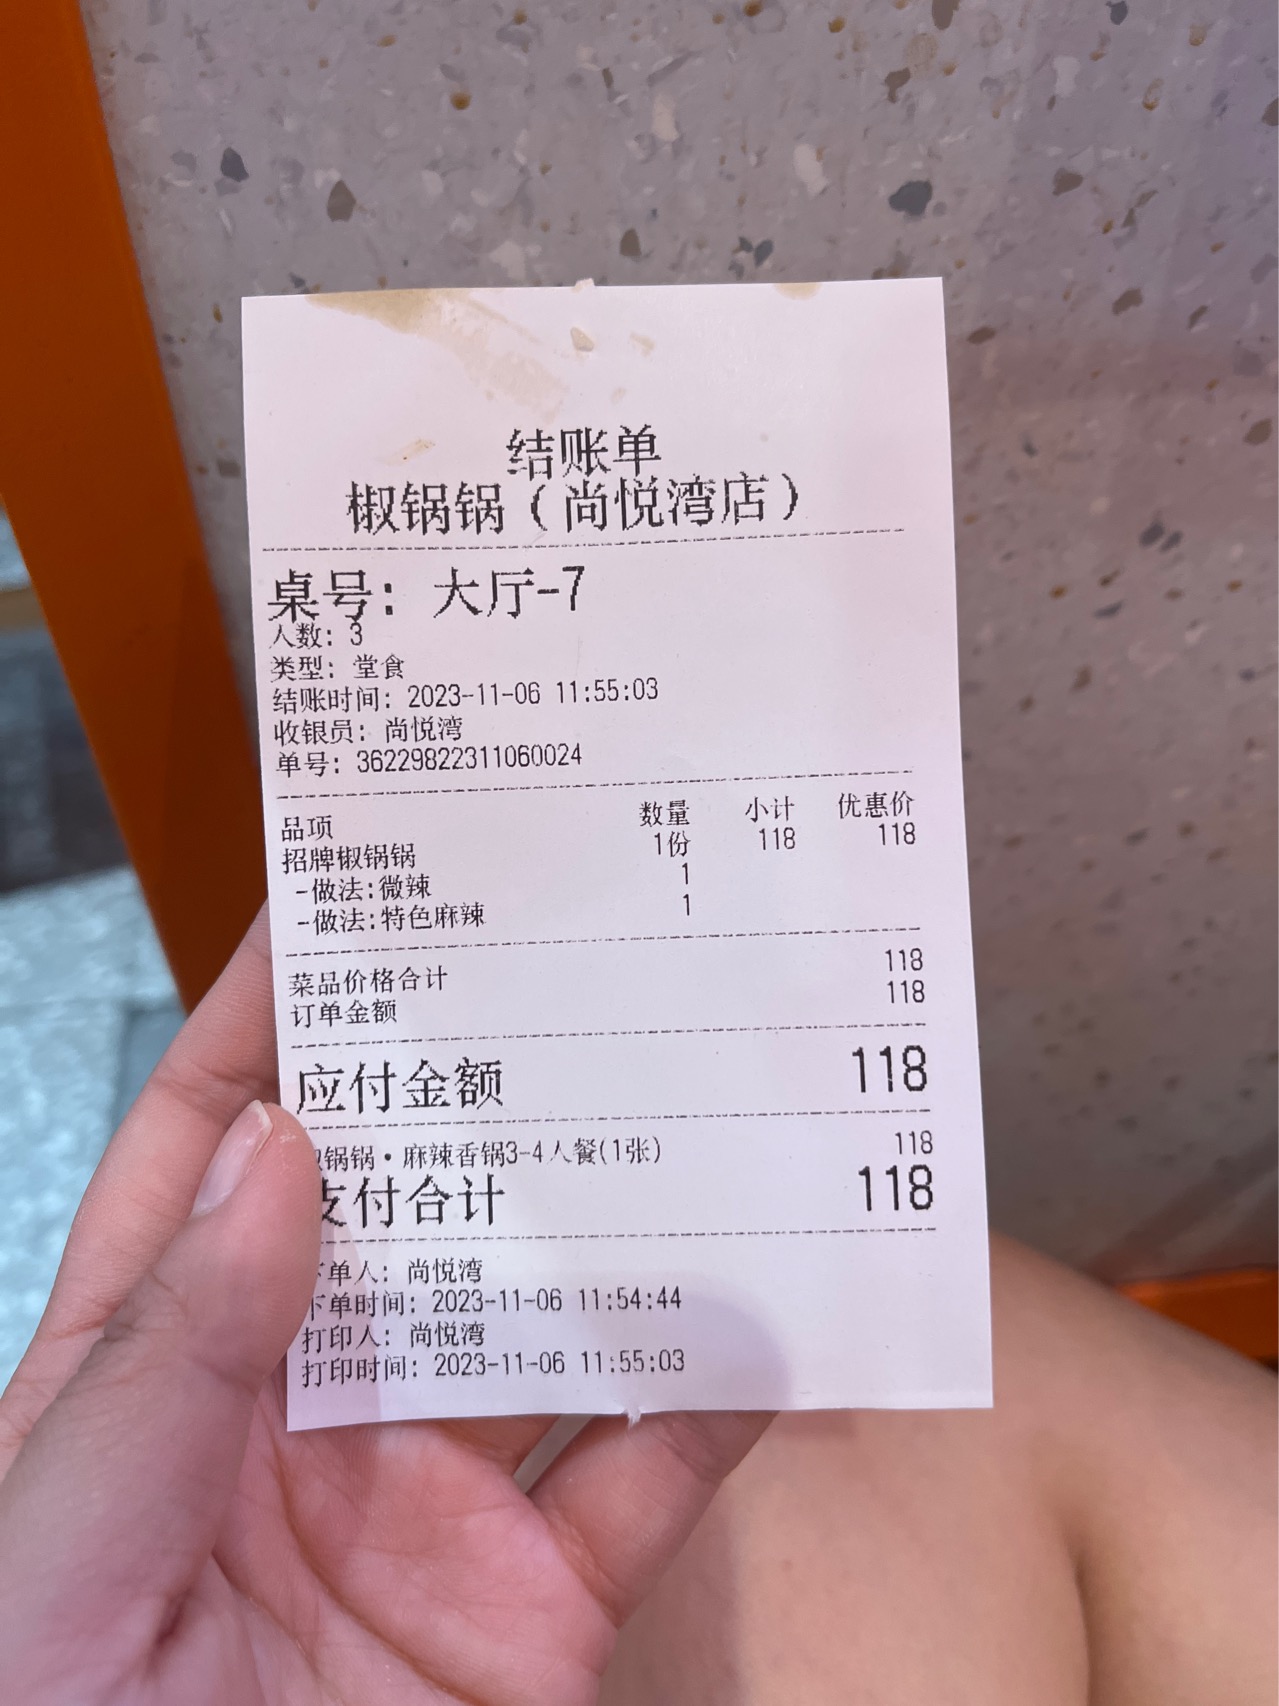 结账单
椒锅锅（尚悦湾店）
桌号: 大厅-7
人数: 3
类型: 堂食
结账时间: 2023-11-06 11:55:03
收银员: 尚悦湾
单号: 36229822311060024
品项 数量 小计 优惠价
招牌椒锅锅 1份 118 118
-做法:微辣 1
-做法:特色麻辣 1
菜品价格合计 118
订单金额 118
应付金额 118
锅锅•麻辣香锅3-4人餐(1张) 118
支付合计 118
下单人: 尚悦湾
下单时间: 2023-11-06 11:54:44
打印人: 尚悦湾
打印时间: 2023-11-06 11:55:03